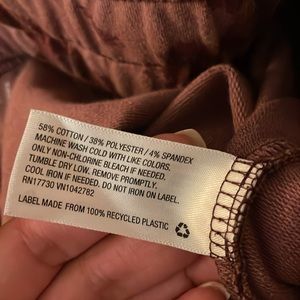 58% COTTON / 38% POLYESTER / 4% SPANDEX
MACHINE WASH COLD WITH LIKE COLORS.
ONLY NON-CHLORINE BLEACH IF NEEDED.
TUMBLE DRY LOW. REMOVE PROMPTLY.
COOL IRON IF NEEDED. DO NOT IRON ON LABEL.
RN17730 VN1042782
LABEL MADE FROM 100% RECYCLED PLASTIC